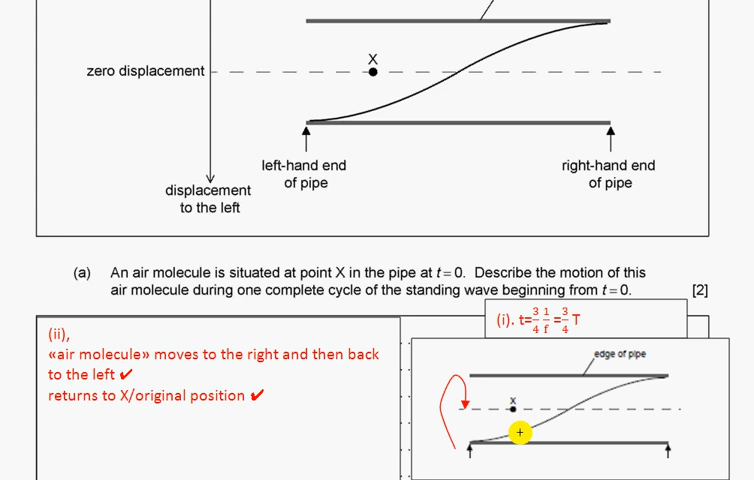 X
zero displacement
left-hand end
of pipe
right-hand end
of pipe
displacement
to the left
(a) An air molecule is situated at point X in the pipe at t = 0. Describe the motion of this
air molecule during one complete cycle of the standing wave beginning from t = 0. [2]
(i). t=3/4 1/f =3/4 T
(ii),
«air molecule» moves to the right and then back
to the left ✔
returns to X/original position ✔
edge of pipe
X